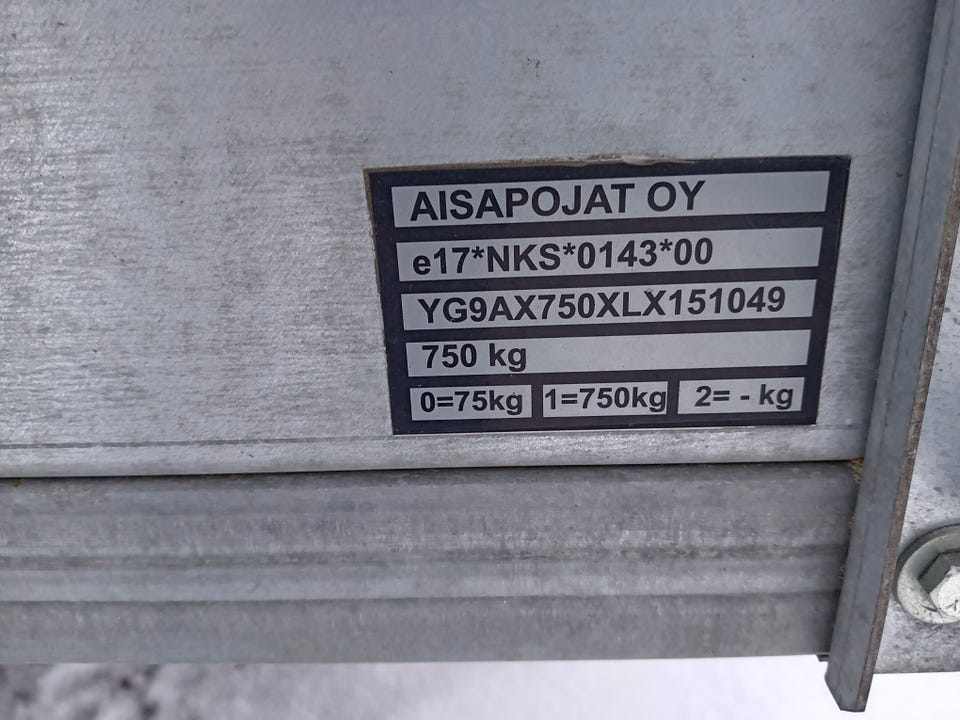 AISAPOJAT OY
e17*NKS*0143*00
YG9AX750XLX151049
750 kg
0=75kg 1=750kg 2= - kg